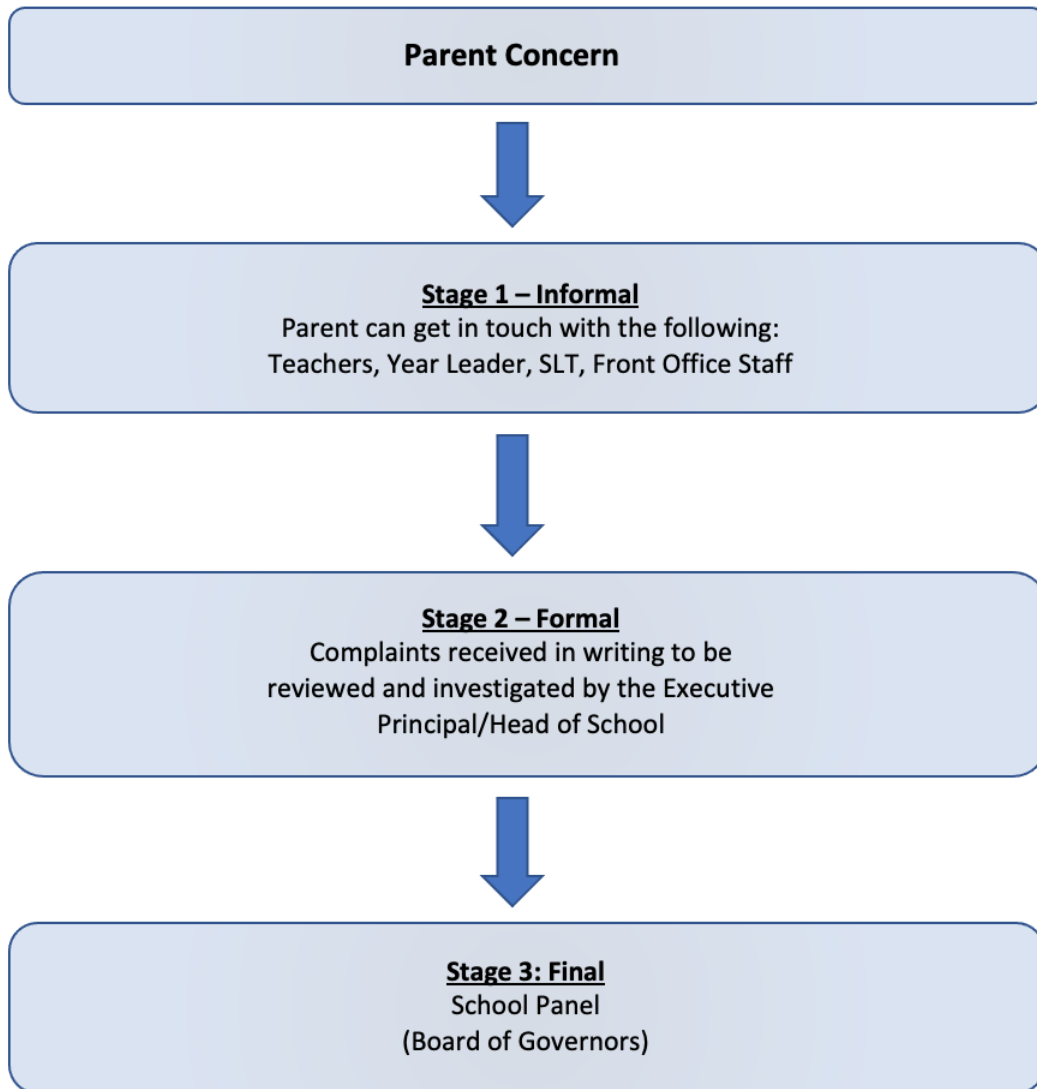 Parent Concern
Stage 1 – Informal
Parent can get in touch with the following:
Teachers, Year Leader, SLT, Front Office Staff
Stage 2 – Formal
Complaints received in writing to be
reviewed and investigated by the Executive
Principal/Head of School
Stage 3: Final
School Panel
(Board of Governors)